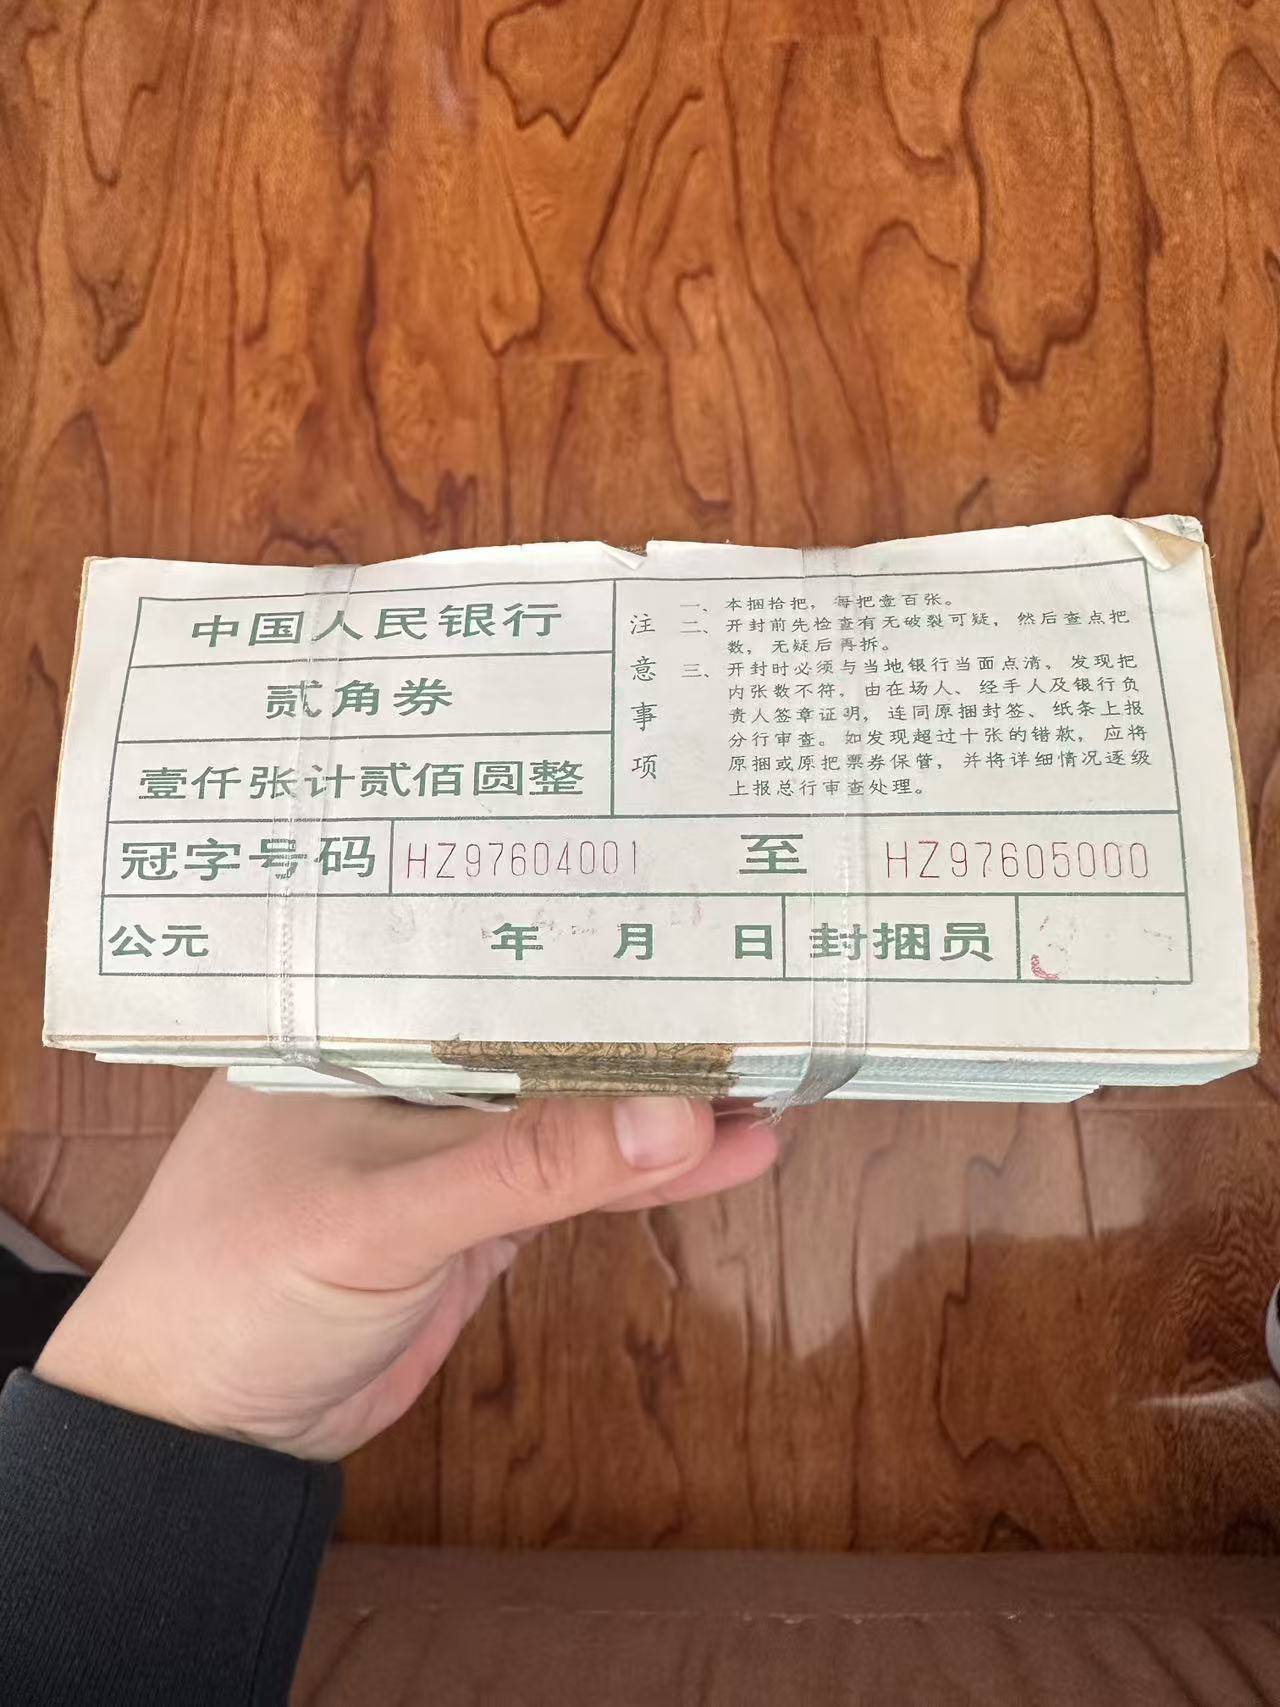 中国人民银行
贰角券
壹仟张计贰佰圆整
注意事项
一、本捆拾把，每把壹百张。
二、开封前先检查有无破裂可疑，然后查点把
数，无疑后再拆。
三、开封时必须与当地银行当面点清，发现把
内张数不符，由在场人、经手人及银行负
责人签章证明，连同原捆封签、纸条上报
分行审查。如发现超过十张的错款，应将
原捆或原把票券保管，并将详细情况逐级
上报总行审查处理。
冠字号码 HZ97604001 至 HZ97605000
公元 年 月 日 封捆员